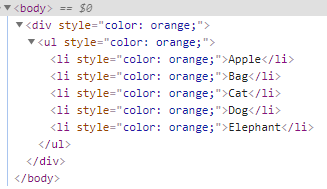 ▼<body> == $0
▼<div style="color: orange;">
▼<ul style="color: orange;">
<li style="color: orange;">Apple</li>
<li style="color: orange;">Bag</li>
<li style="color: orange;">Cat</li>
<li style="color: orange;">Dog</li>
<li style="color: orange;">Elephant</li>
</ul>
</div>
</body>